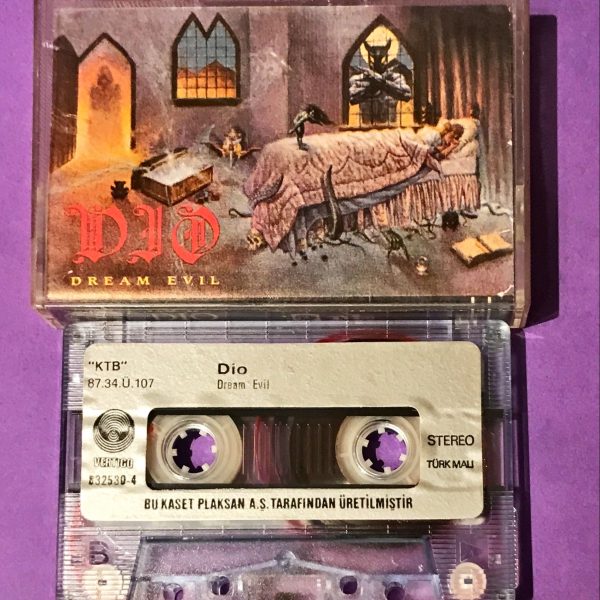 DIO
DREAM EVIL
"KTB"
87.34.Ü.107
Dio
Dream Evil
VERTIGO
832530-4
STEREO
TÜRK MALI
BU KASET PLAKSAN A.Ş. TARAFINDAN ÜRETİLMİŞTİR
B
A